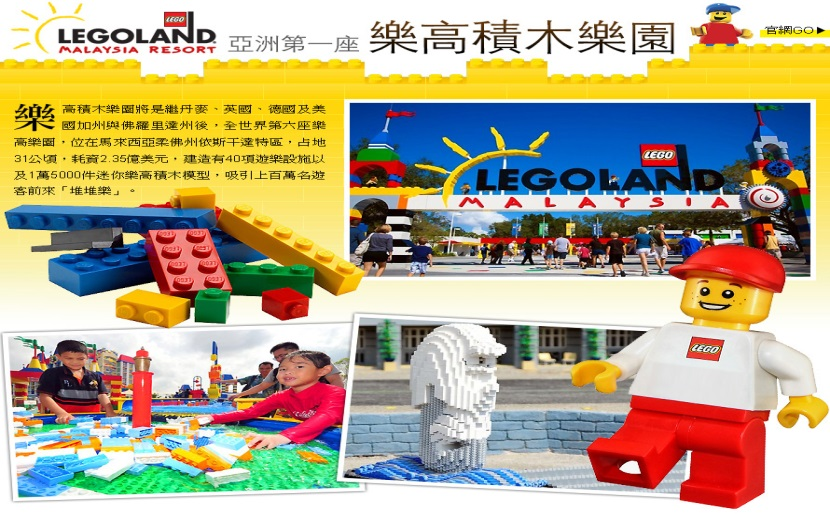 LEGO
LEGOLAND
MALAYSIA RESORT
亞洲第一座 樂高積木樂園
官網GO▶
樂高積木樂園將是繼丹麥、英國、德國及美
國加州與佛羅里達州後，全世界第六座樂
高樂園，位在馬來西亞柔佛州依斯干達特區，占地
31公頃，耗資2.35億美元，建造有40項遊樂設施以
及1萬5000件迷你樂高積木模型，吸引上百萬名遊
客前來「堆堆樂」。
LEGO
LEGOLAND
MALAYSIA
LEGO